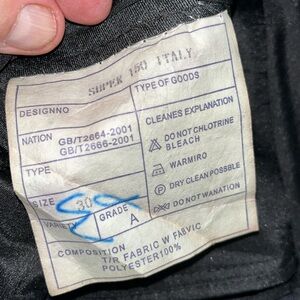 SUPER 150 ITALY
DESIGNNO
TYPE OF GOODS
NATION GB/T2664-2001
GB/T2666-2001
TYPE
SIZE 30
VARIETY GRADE A
CLEANES EXPLANATION
DO NOT CHLOTRINE
BLEACH
WARMIRO
DRY CLEAN POSSBLE
DO NOT WANATION
COMPOSITION
T/R FABRIC W FASVIC
POLYESTER100%